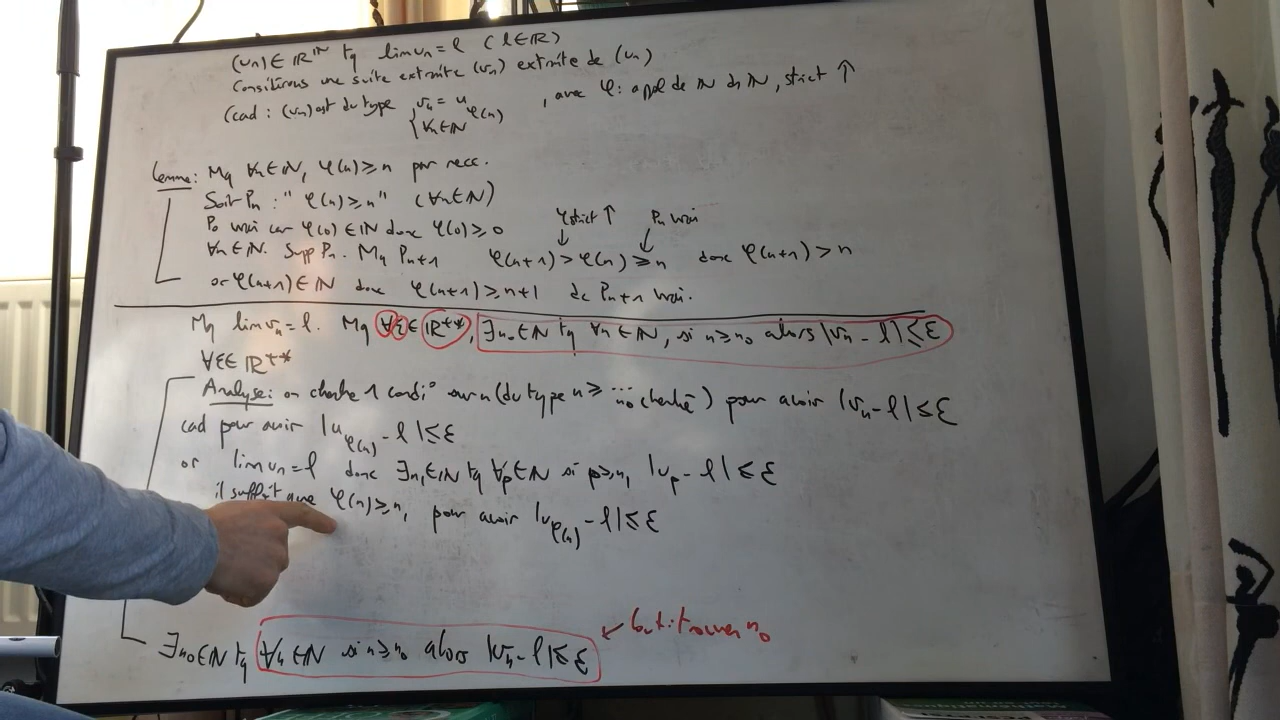 (un) ∈ ℝ^ℕ tq lim un = ℓ (ℓ∈ℝ)
Considérons une suite extraite (vn) extraite de (un)
(cad : (vn) est du type { vn = u_φ(n) ∀n∈ℕ , avec φ : appl de ℕ ds ℕ, strict ↑
Lemme : Mq ∀n∈ℕ, φ(n) ≥ n par recc.
Soit Pn : " φ(n) ≥ n " (∀n∈ℕ)
P0 vrai car φ(0) ∈ ℕ donc φ(0) ≥ 0
φ strict ↑ Pn vrai
∀n∈ℕ. Supp Pn. Mq Pn+1 φ(n+1) > φ(n) ≥ n donc φ(n+1) > n
or φ(n+1) ∈ ℕ donc φ(n+1) ≥ n+1 dc Pn+1 vrai.
Mq lim vn = ℓ. Mq ∀ε∈ℝ+*, ∃n0∈ℕ tq ∀n∈ℕ, si n ≥ n0 alors |vn - ℓ| ≤ ε
∀ε∈ℝ+*
Analyse : on cherche 1 condi° sur n (du type n ≥ ... n0 cherché) pour avoir |vn - ℓ| ≤ ε
cad pour avoir |u_φ(n) - ℓ| ≤ ε
or lim un = ℓ donc ∃n1∈ℕ tq ∀p∈ℕ si p ≥ n1 |up - ℓ| ≤ ε
il suffit que φ(n) ≥ n1 pour avoir |u_φ(n) - ℓ| ≤ ε
but : trouver n0
∃n0∈ℕ tq ∀n∈ℕ si n ≥ n0 alors |vn - ℓ| ≤ ε